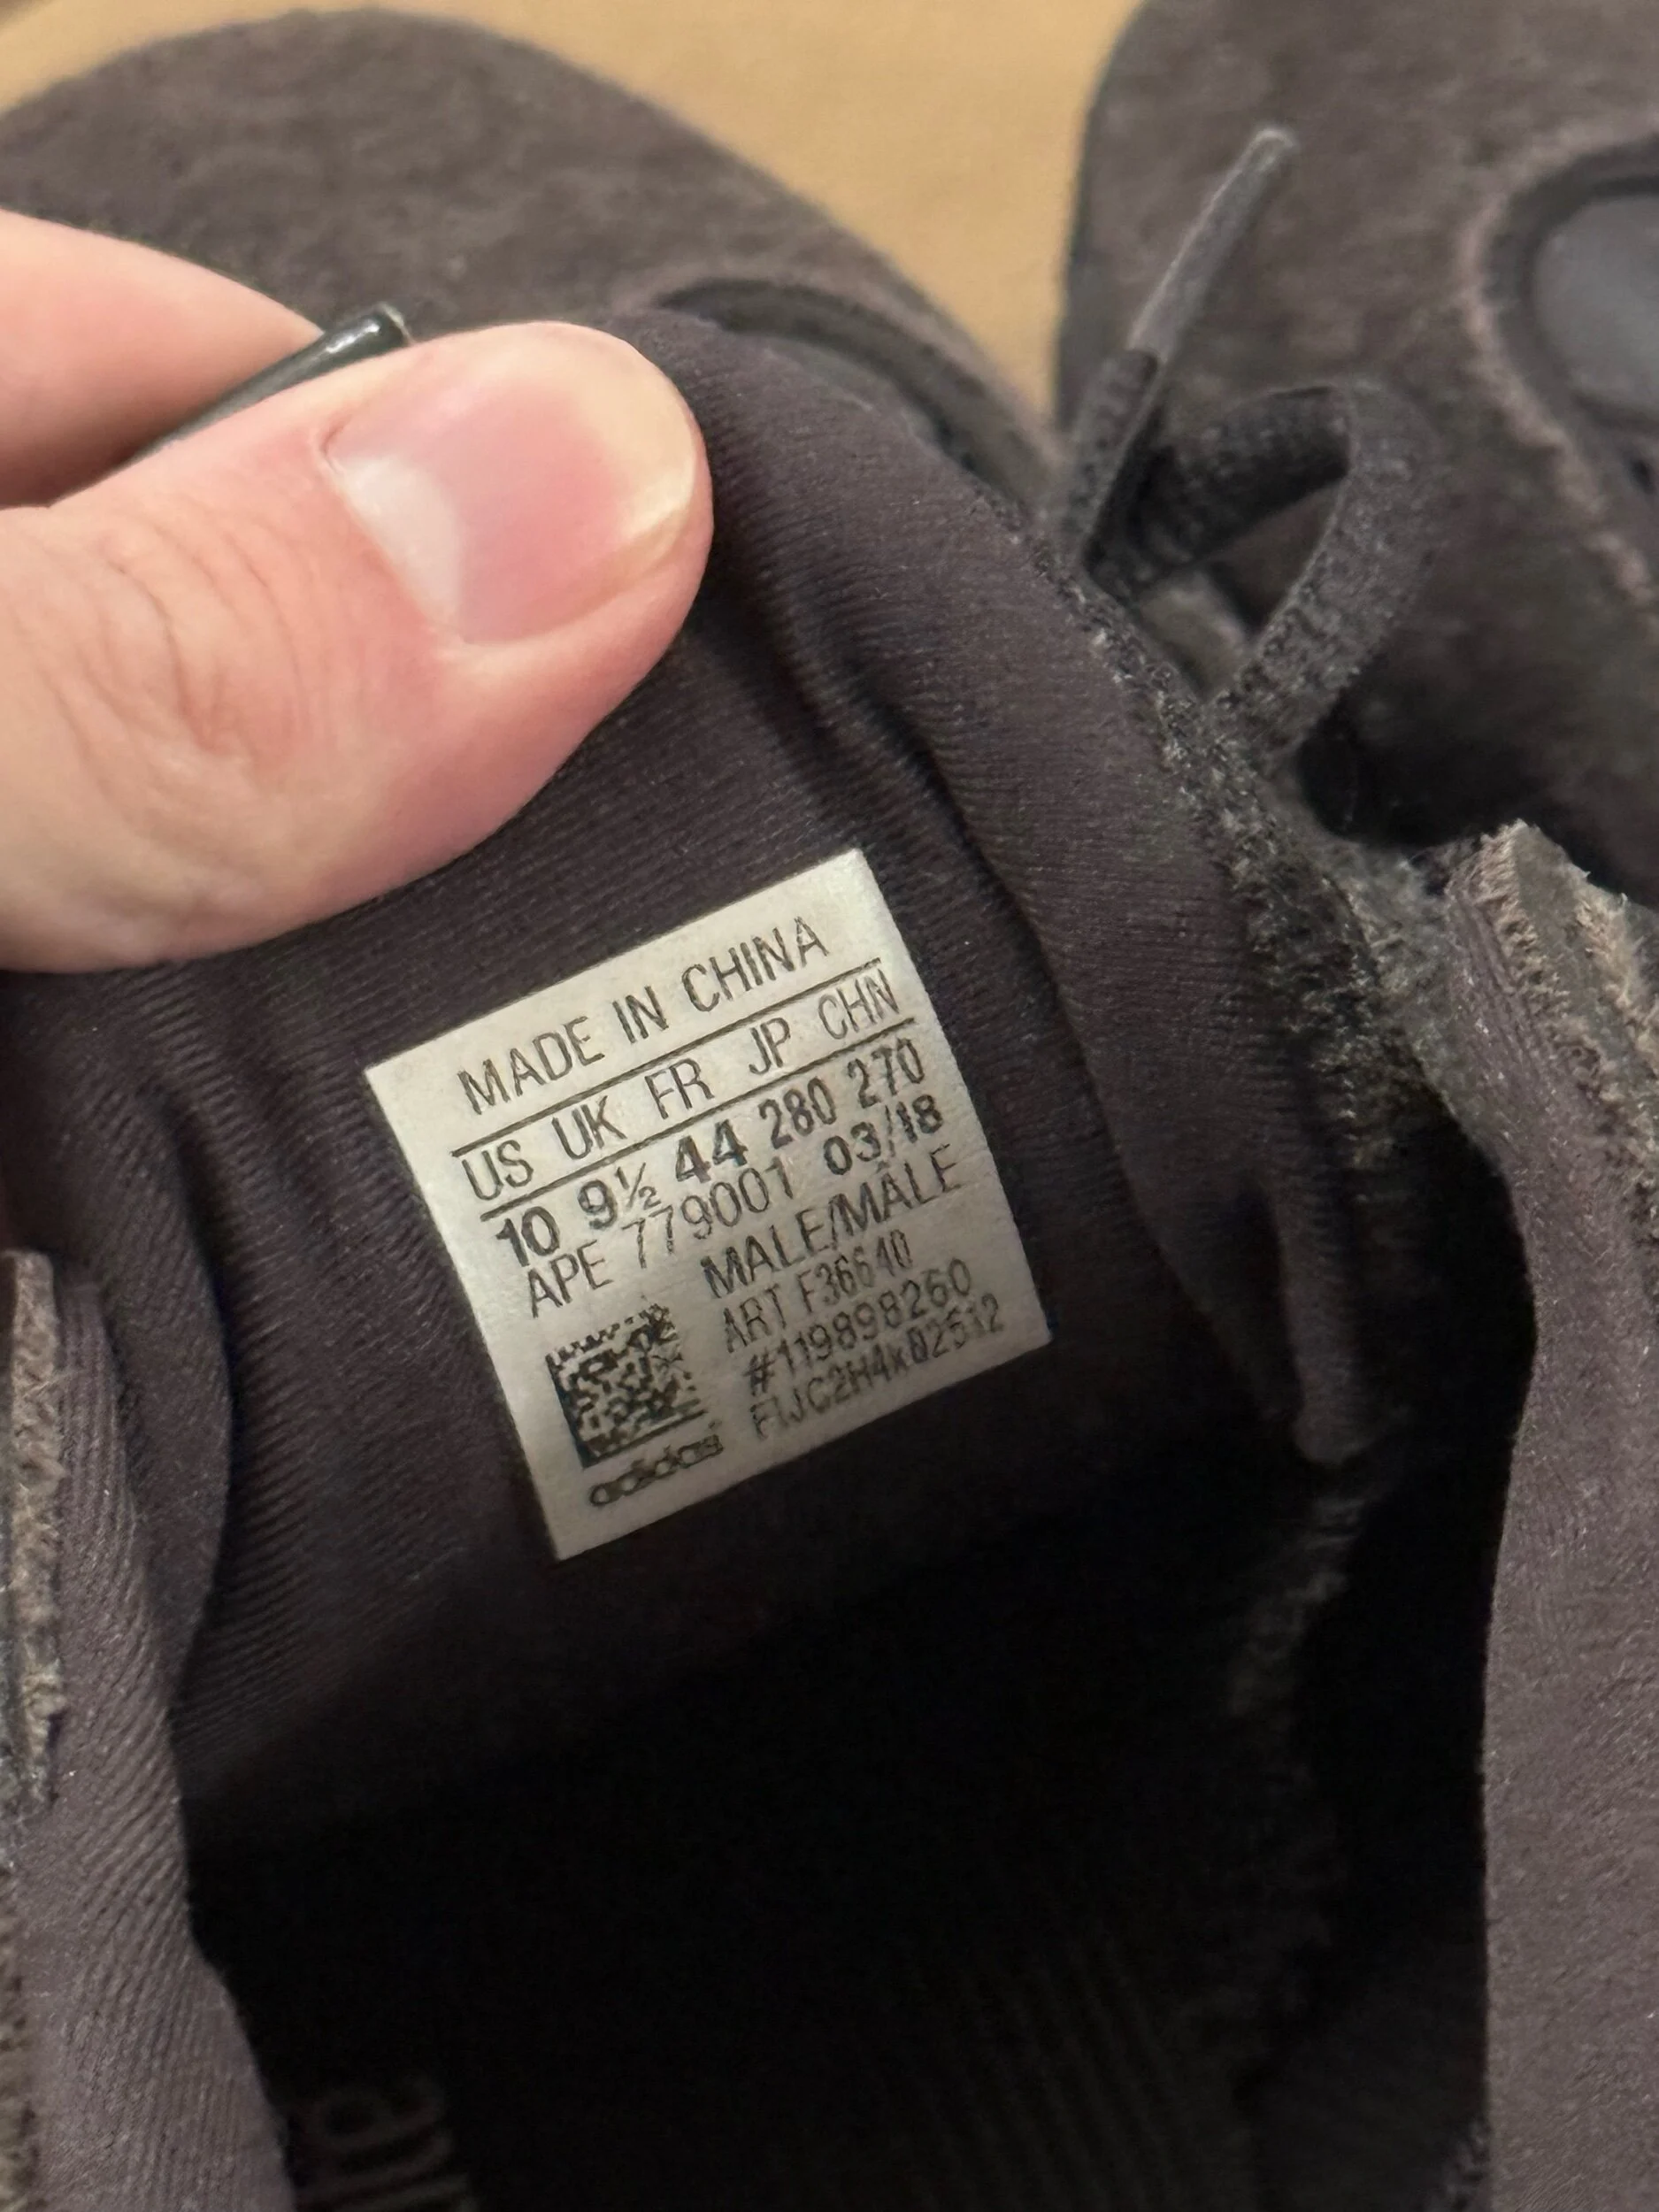 MADE IN CHINA
US UK FR JP CHN
10 9½ 44 280 270
APE 779001 03/18
MALE/MÂLE
ART F36640
#119898260
adidas